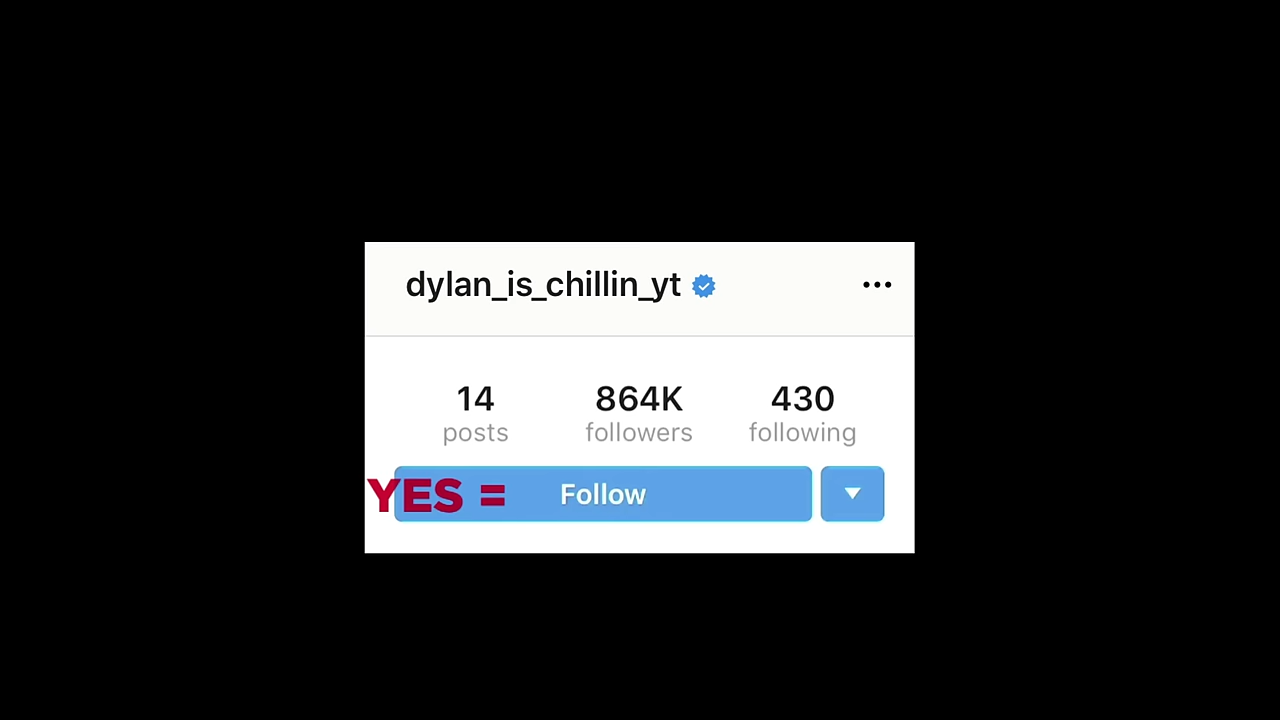 dylan_is_chillin_yt
14 864K 430
posts followers following
YES = Follow